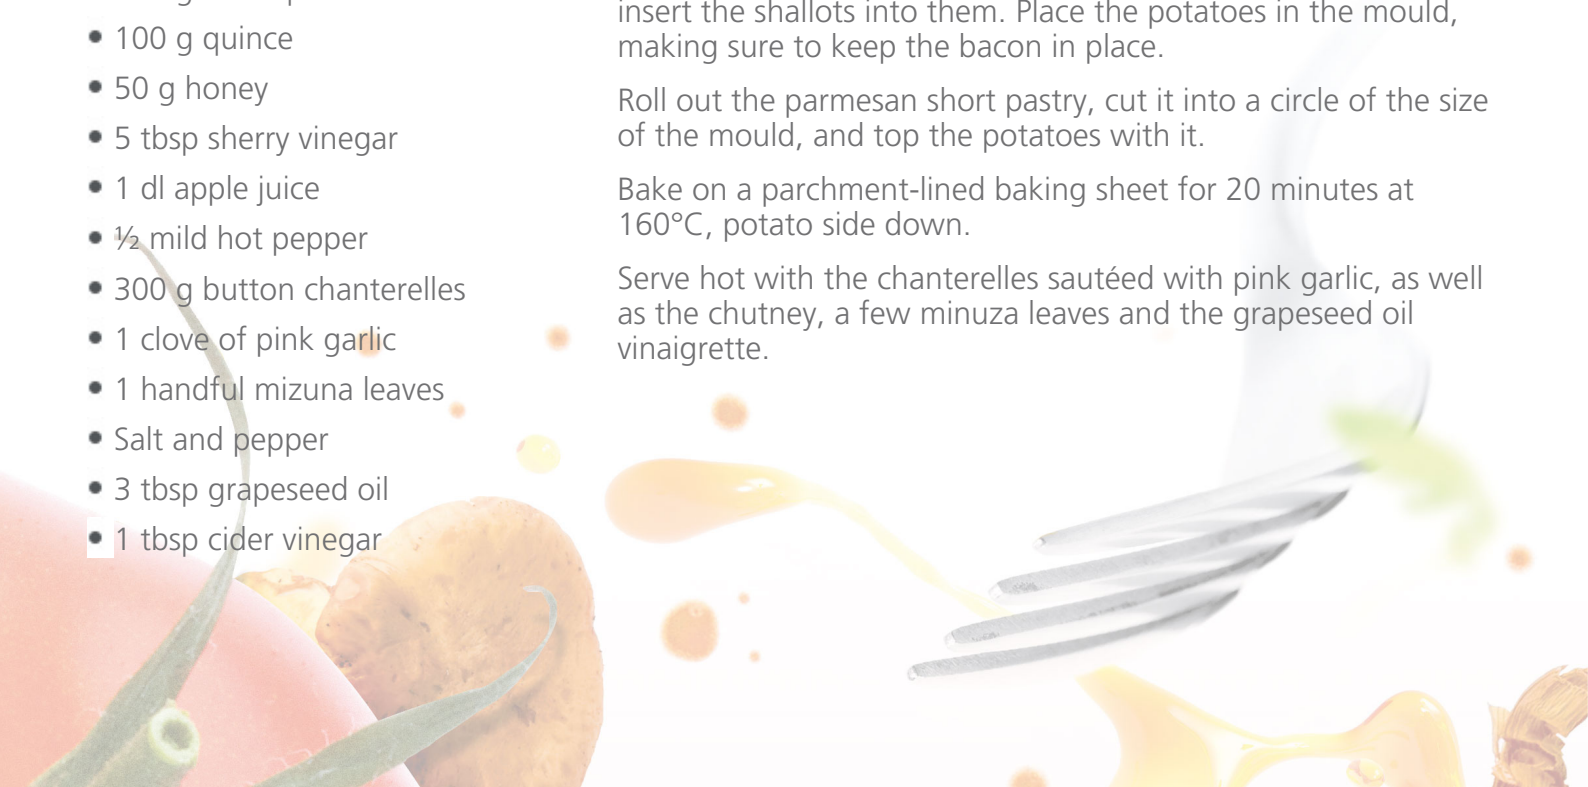 • 100 g quince
• 50 g honey
• 5 tbsp sherry vinegar
• 1 dl apple juice
• ½ mild hot pepper
• 300 g button chanterelles
• 1 clove of pink garlic
• 1 handful mizuna leaves
• Salt and pepper
• 3 tbsp grapeseed oil
• 1 tbsp cider vinegar
insert the shallots into them. Place the potatoes in the mould,
making sure to keep the bacon in place.
Roll out the parmesan short pastry, cut it into a circle of the size
of the mould, and top the potatoes with it.
Bake on a parchment-lined baking sheet for 20 minutes at
160°C, potato side down.
Serve hot with the chanterelles sautéed with pink garlic, as well
as the chutney, a few minuza leaves and the grapeseed oil
vinaigrette.